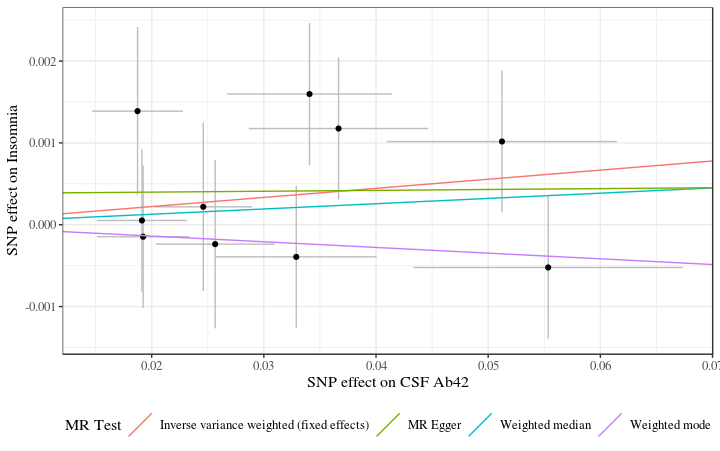 SNP effect on Insomnia
0.002
0.001
0.000
-0.001
0.02 0.03 0.04 0.05 0.06 0.07
SNP effect on CSF Ab42
MR Test Inverse variance weighted (fixed effects) MR Egger Weighted median Weighted mode